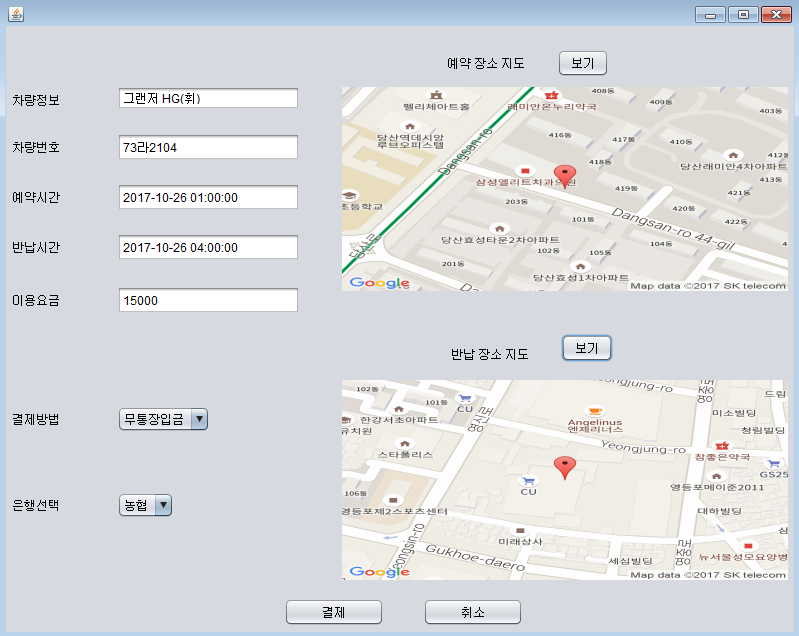 예약 장소 지도 보기
차량정보 그랜저 HG(휘)
차량번호 73라2104
예약시간 2017-10-26 01:00:00
반납시간 2017-10-26 04:00:00
이용요금 15000
408동
펠리체아트홀
래미안온누리약국
409동
403동
당산역데시앙
루브오피스텔
Dangsan-ro
416동
417동
410동
412동
418동
당산래미안4차아파트
413동
삼성엘리트치과의원
419동
421동
초등학교
203동
420동
101동
422동
Dangsan-ro 44-gil
당산효성타운2차아파트
104동
102동
105동
201동
당산효성1차아파트
Google
Map data ©2017 SK telecom
반납 장소 지도 보기
결제방법 무통장입금
은행선택 농협
102동
Yeongjung-ro
101동
CU
드림
미소빌딩
한강서초아파트
유치원
Angelinus
엔제리너스
청림빌딩
영신로
Yeongjung-ro
스타폴리스
참좋은약국
GS25
CU
영등포메이준2011
106동
영등포제2스포츠센터
대하빌딩
미래상사
Yeongsin-ro
Gukhoe-daero
세심빌딩
뉴서울성모요양병
Google
Map data ©2017 SK telecom
결제 취소